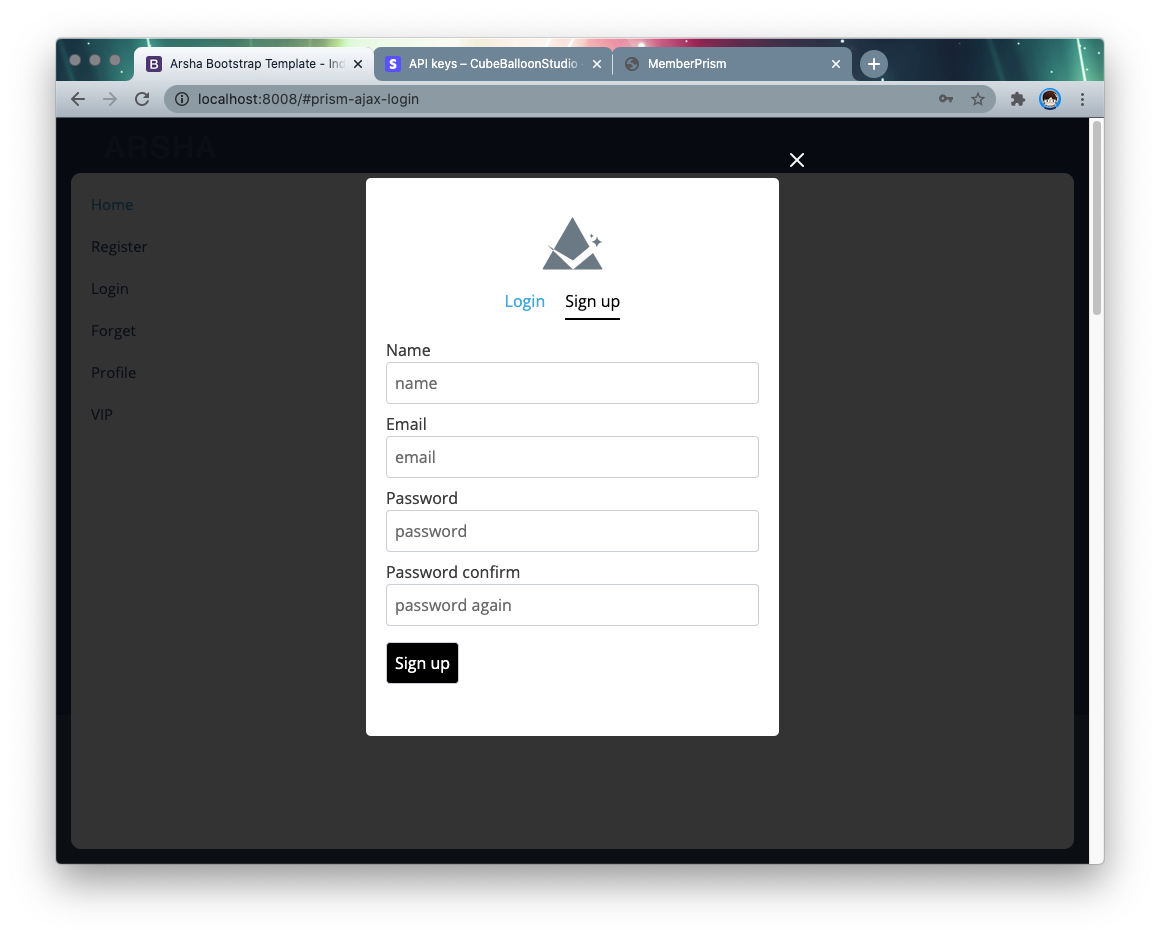 Arsha Bootstrap Template - Ind
API keys – CubeBalloonStudio -
MemberPrism
localhost:8008/#prism-ajax-login
ARSHA
Home
Register
Login
Forget
Profile
VIP
Login Sign up
Name
name
Email
email
Password
password
Password confirm
password again
Sign up